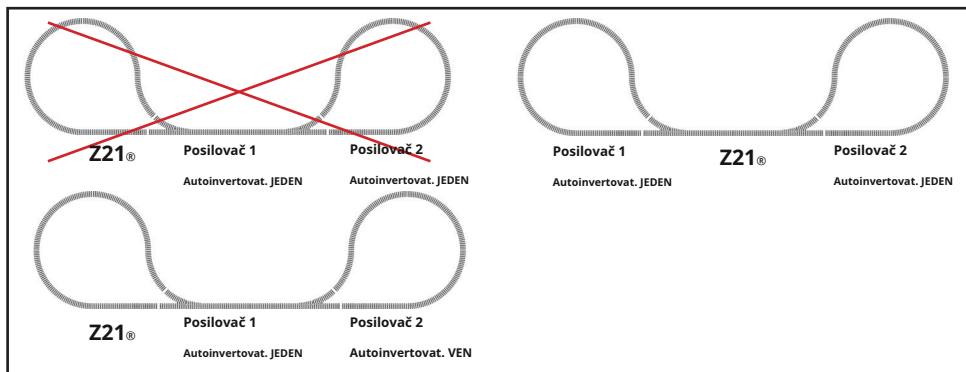 Z21® Posilovač 1 Posilovač 2
Autoinvertovat. JEDEN Autoinvertovat. JEDEN
Posilovač 1 Z21® Posilovač 2
Autoinvertovat. JEDEN Autoinvertovat. JEDEN
Z21® Posilovač 1 Posilovač 2
Autoinvertovat. JEDEN Autoinvertovat. VEN